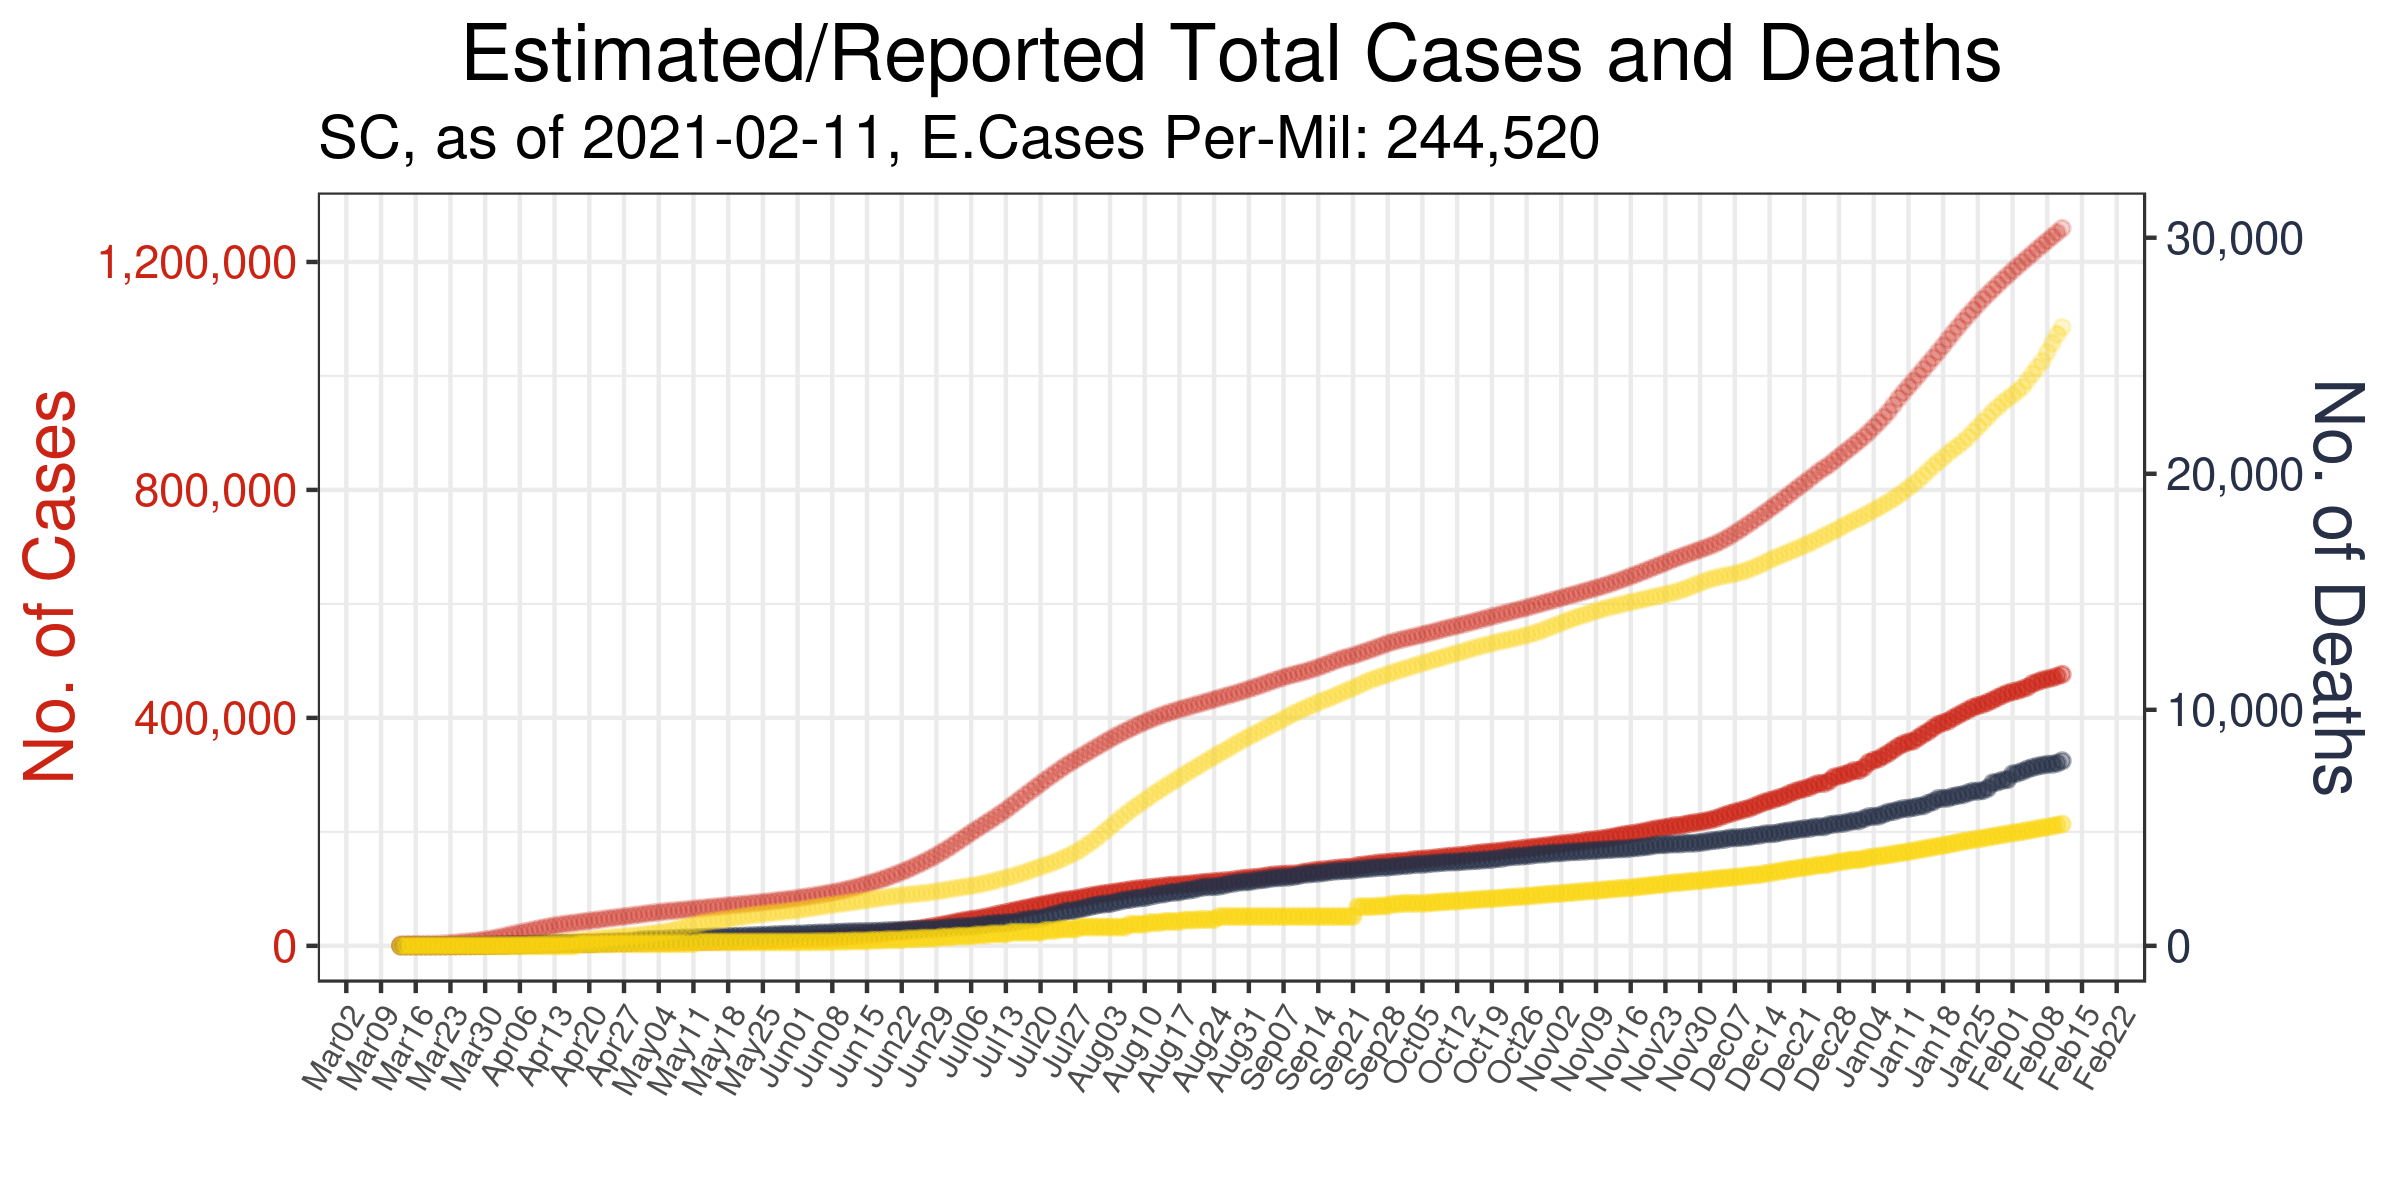 Estimated/Reported Total Cases and Deaths
SC, as of 2021-02-11, E.Cases Per-Mil: 244,520
No. of Cases
1,200,000
800,000
400,000
0
30,000
20,000
10,000
0
No. of Deaths
Mar02
Mar09
Mar16
Mar23
Mar30
Apr06
Apr13
Apr20
Apr27
May04
May11
May18
May25
Jun01
Jun08
Jun15
Jun22
Jun29
Jul06
Jul13
Jul20
Jul27
Aug03
Aug10
Aug17
Aug24
Aug31
Sep07
Sep14
Sep21
Sep28
Oct05
Oct12
Oct19
Oct26
Nov02
Nov09
Nov16
Nov23
Nov30
Dec07
Dec14
Dec21
Dec28
Jan04
Jan11
Jan18
Jan25
Feb01
Feb08
Feb15
Feb22